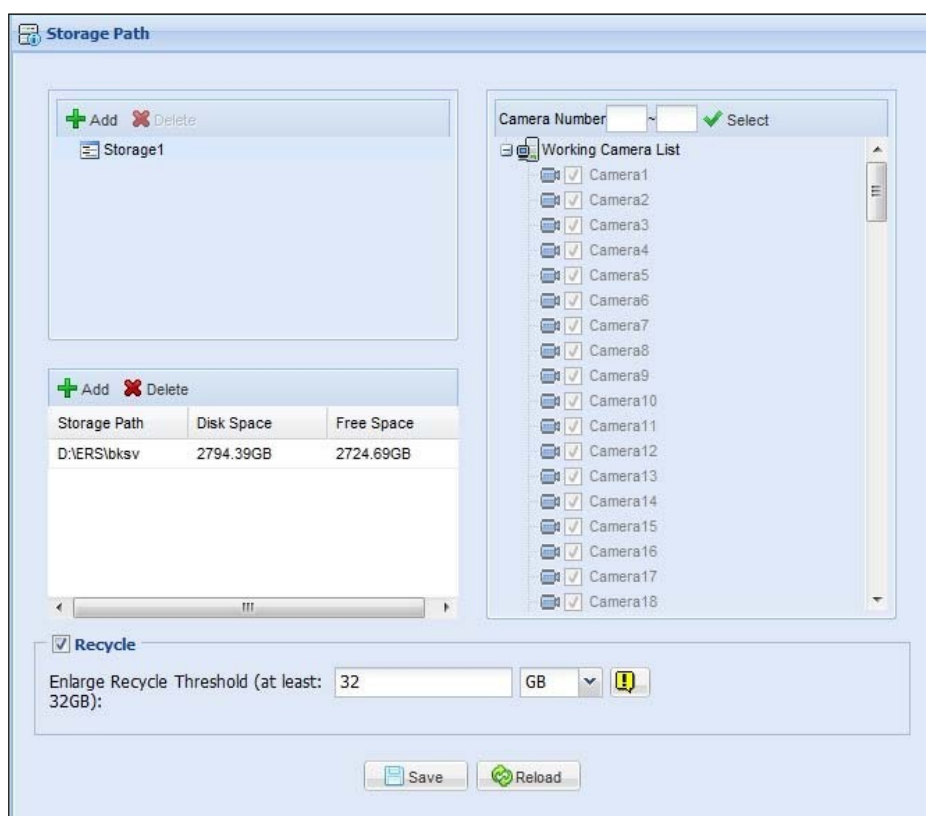 Storage Path
Add Delete
Storage1
Add Delete
Storage Path Disk Space Free Space
D:\ERS\bksv 2794.39GB 2724.69GB
Camera Number ~ Select
Working Camera List
Camera1
Camera2
Camera3
Camera4
Camera5
Camera6
Camera7
Camera8
Camera9
Camera10
Camera11
Camera12
Camera13
Camera14
Camera15
Camera16
Camera17
Camera18
Recycle
Enlarge Recycle Threshold (at least: 32 GB
32GB):
Save Reload